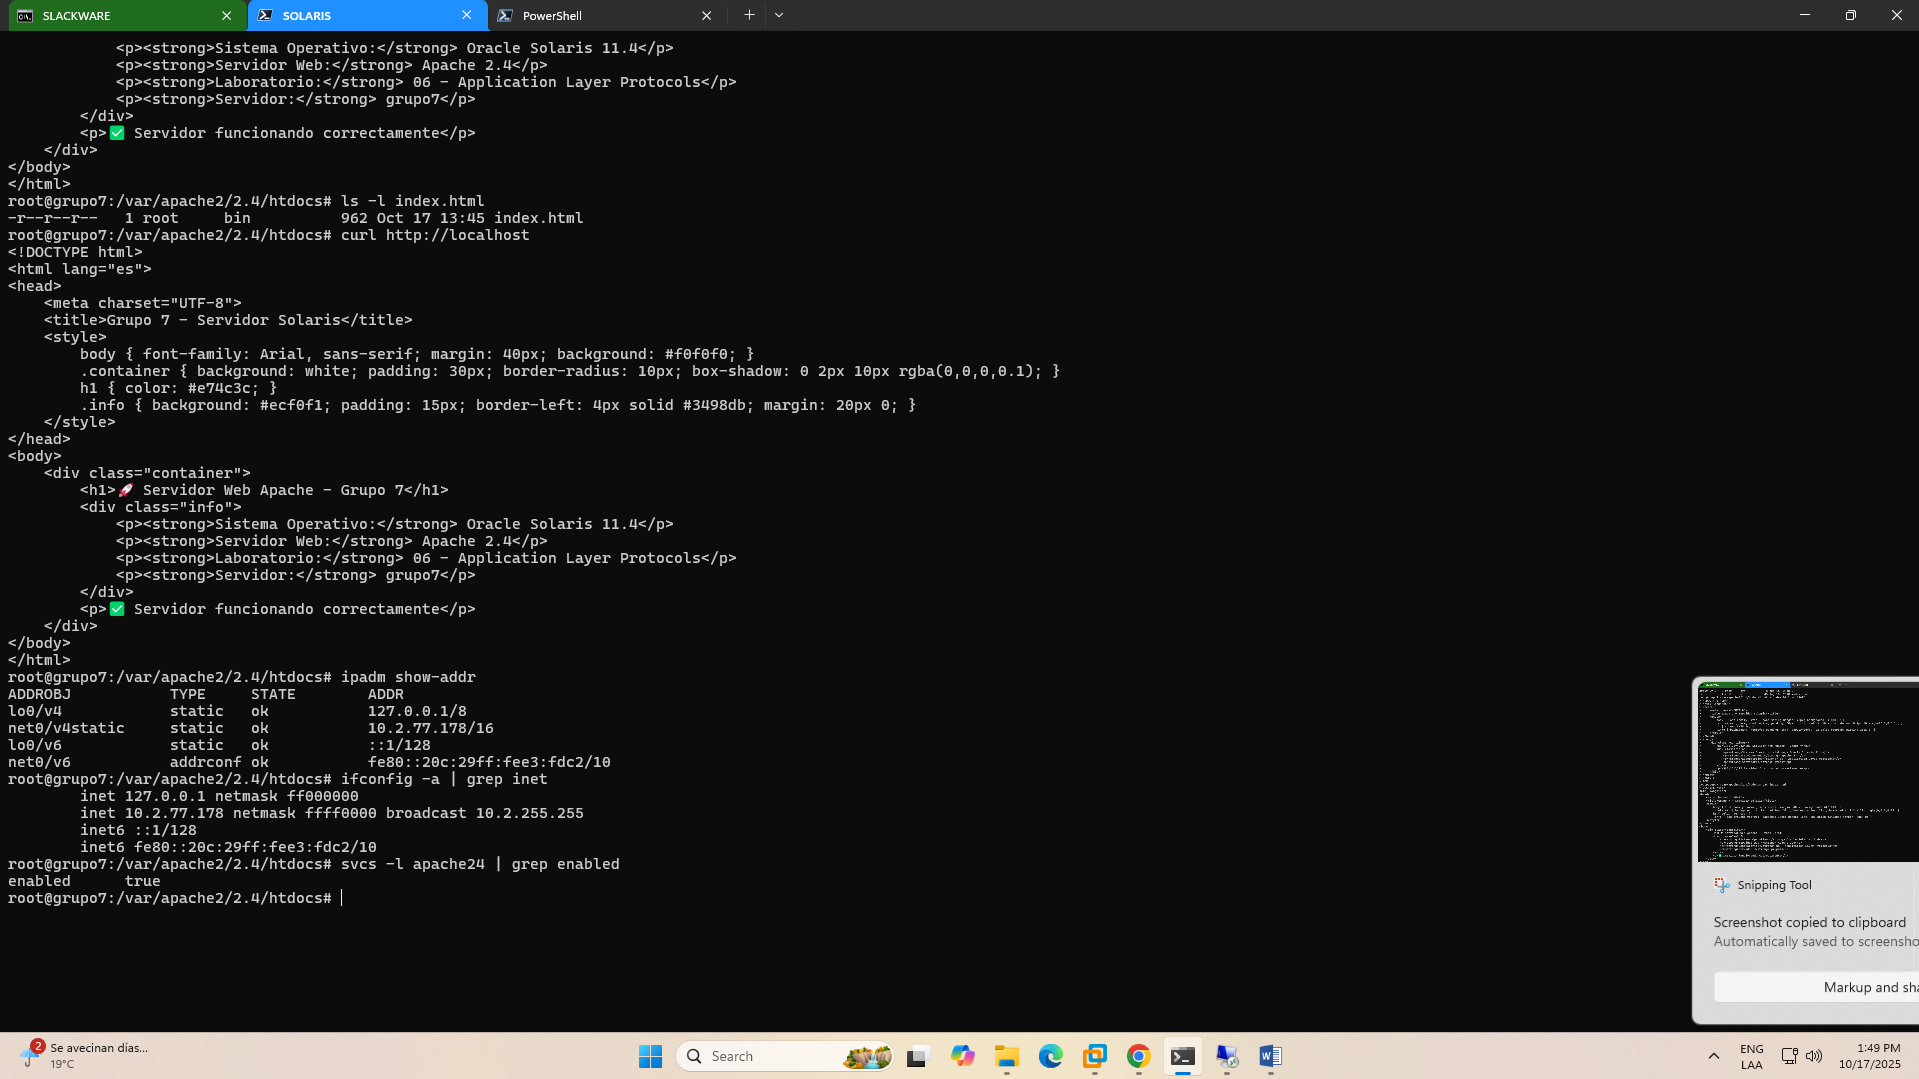 SLACKWARE
SOLARIS
PowerShell
            <p><strong>Sistema Operativo:</strong> Oracle Solaris 11.4</p>
            <p><strong>Servidor Web:</strong> Apache 2.4</p>
            <p><strong>Laboratorio:</strong> 06 - Application Layer Protocols</p>
            <p><strong>Servidor:</strong> grupo7</p>
        </div>
        <p>✅ Servidor funcionando correctamente</p>
    </div>
</body>
</html>
root@grupo7:/var/apache2/2.4/htdocs# ls -l index.html
-r--r--r--   1 root     bin          962 Oct 17 13:45 index.html
root@grupo7:/var/apache2/2.4/htdocs# curl http://localhost
<!DOCTYPE html>
<html lang="es">
<head>
    <meta charset="UTF-8">
    <title>Grupo 7 - Servidor Solaris</title>
    <style>
        body { font-family: Arial, sans-serif; margin: 40px; background: #f0f0f0; }
        .container { background: white; padding: 30px; border-radius: 10px; box-shadow: 0 2px 10px rgba(0,0,0,0.1); }
        h1 { color: #e74c3c; }
        .info { background: #ecf0f1; padding: 15px; border-left: 4px solid #3498db; margin: 20px 0; }
    </style>
</head>
<body>
    <div class="container">
        <h1>🚀 Servidor Web Apache - Grupo 7</h1>
        <div class="info">
            <p><strong>Sistema Operativo:</strong> Oracle Solaris 11.4</p>
            <p><strong>Servidor Web:</strong> Apache 2.4</p>
            <p><strong>Laboratorio:</strong> 06 - Application Layer Protocols</p>
            <p><strong>Servidor:</strong> grupo7</p>
        </div>
        <p>✅ Servidor funcionando correctamente</p>
    </div>
</body>
</html>
root@grupo7:/var/apache2/2.4/htdocs# ipadm show-addr
ADDROBJ           TYPE     STATE        ADDR
lo0/v4            static   ok           127.0.0.1/8
net0/v4static     static   ok           10.2.77.178/16
lo0/v6            static   ok           ::1/128
net0/v6           addrconf ok           fe80::20c:29ff:fee3:fdc2/10
root@grupo7:/var/apache2/2.4/htdocs# ifconfig -a | grep inet
        inet 127.0.0.1 netmask ff000000
        inet 10.2.77.178 netmask ffff0000 broadcast 10.2.255.255
        inet6 ::1/128
        inet6 fe80::20c:29ff:fee3:fdc2/10
root@grupo7:/var/apache2/2.4/htdocs# svcs -l apache24 | grep enabled
enabled      true
root@grupo7:/var/apache2/2.4/htdocs#
Snipping Tool
Screenshot copied to clipboard
Automatically saved to screensho
Markup and sha
2
Se avecinan días...
19°C
Search
ENG
LAA
1:49 PM
10/17/2025